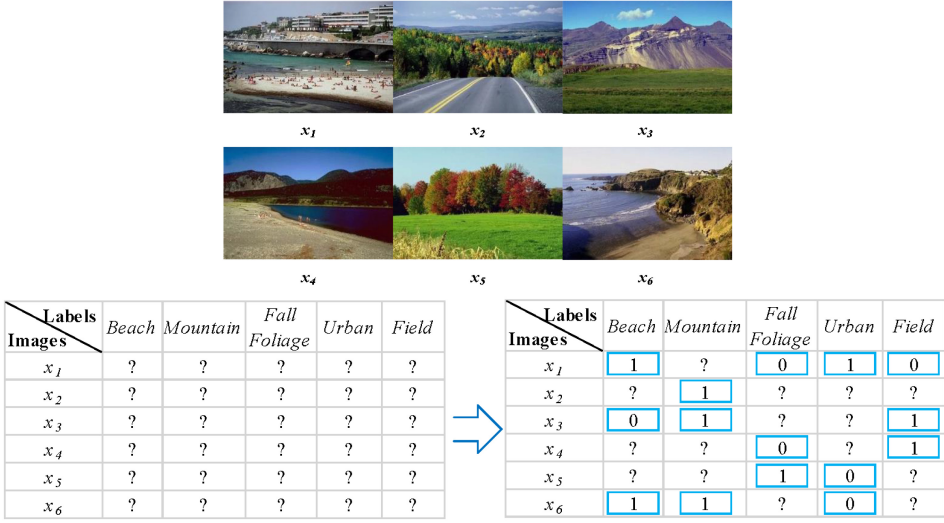 x1 x2 x3
x4 x5 x6
Labels Images Beach Mountain Fall Foliage Urban Field
x1 ? ? ? ? ?
x2 ? ? ? ? ?
x3 ? ? ? ? ?
x4 ? ? ? ? ?
x5 ? ? ? ? ?
x6 ? ? ? ? ?
Labels Images Beach Mountain Fall Foliage Urban Field
x1 1 ? 0 1 0
x2 ? 1 ? ? ?
x3 0 1 ? ? 1
x4 ? ? 0 ? 1
x5 ? ? 1 0 ?
x6 1 1 ? 0 ?